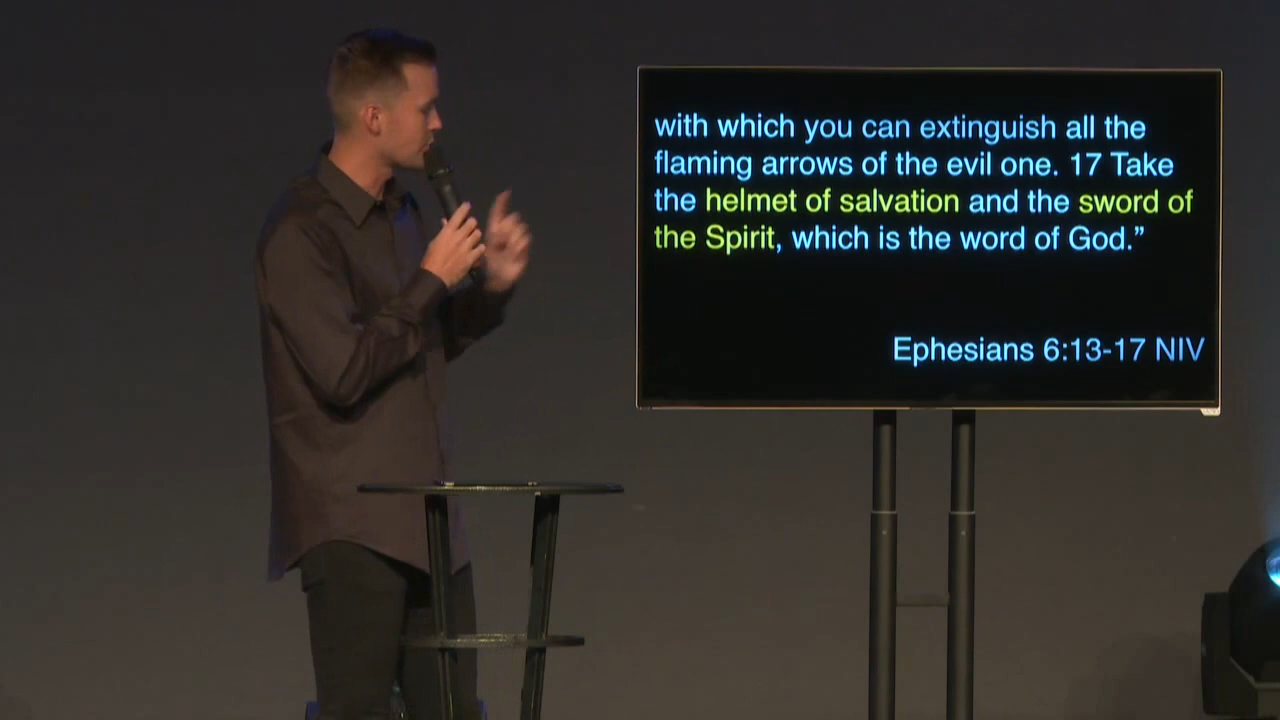 with which you can extinguish all the
flaming arrows of the evil one. 17 Take
the helmet of salvation and the sword of
the Spirit, which is the word of God.”
Ephesians 6:13-17 NIV